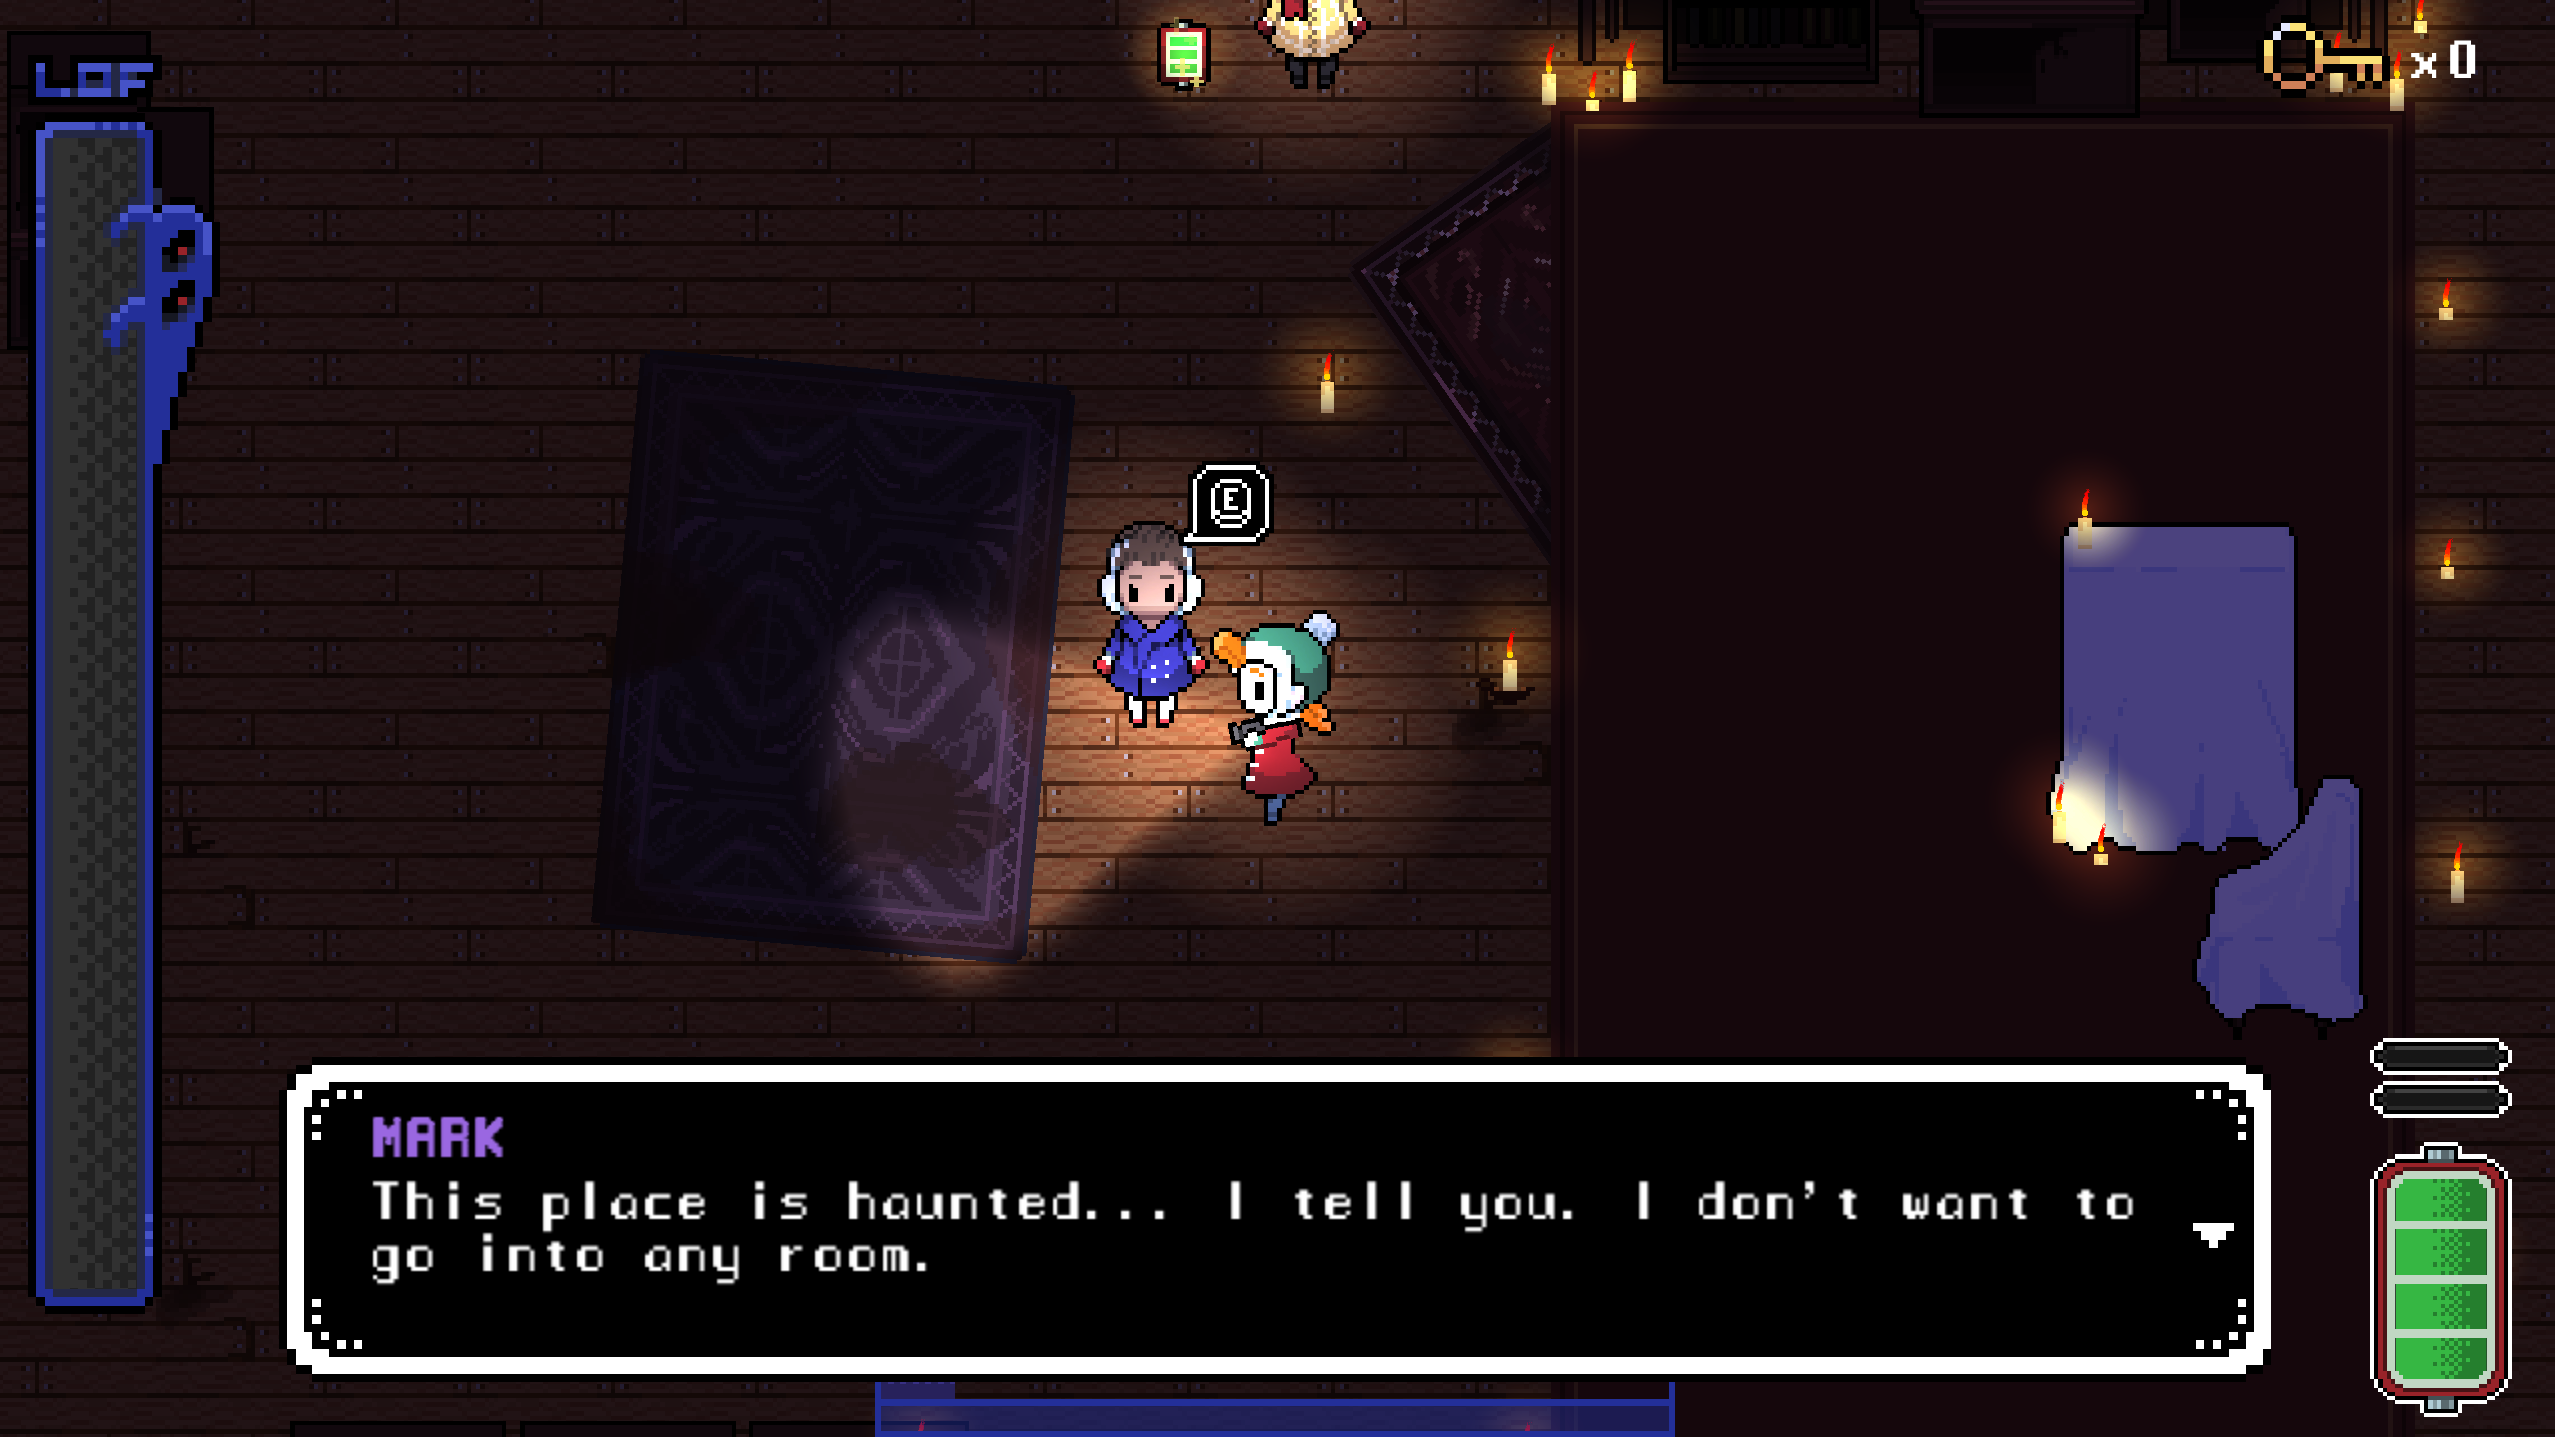 LOF
x0
E
MARK
This place is haunted... I tell you. I don't want to
go into any room.